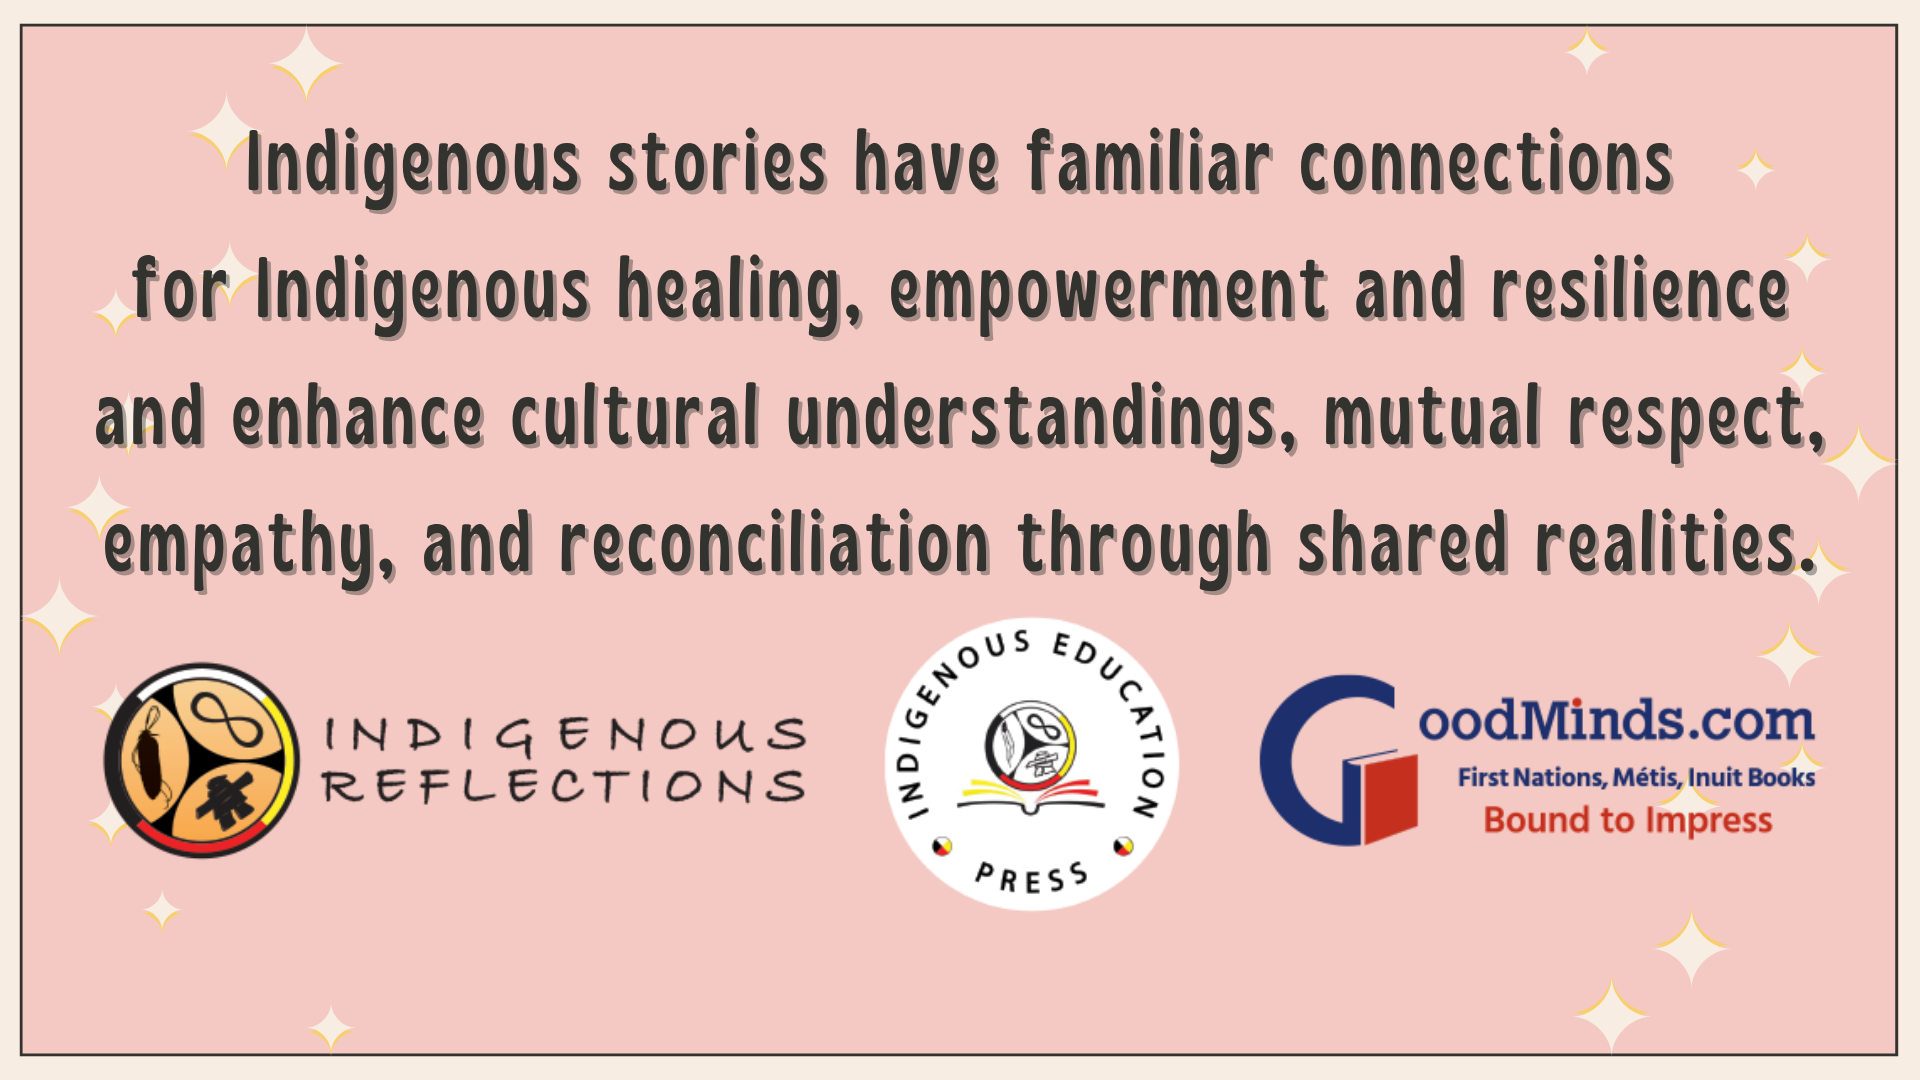 Indigenous stories have familiar connections
for Indigenous healing, empowerment and resilience
and enhance cultural understandings, mutual respect,
empathy, and reconciliation through shared realities.
INDIGENOUS
REFLECTIONS
INDIGENOUS EDUCATION
PRESS
GoodMinds.com
First Nations, Métis, Inuit Books
Bound to Impress